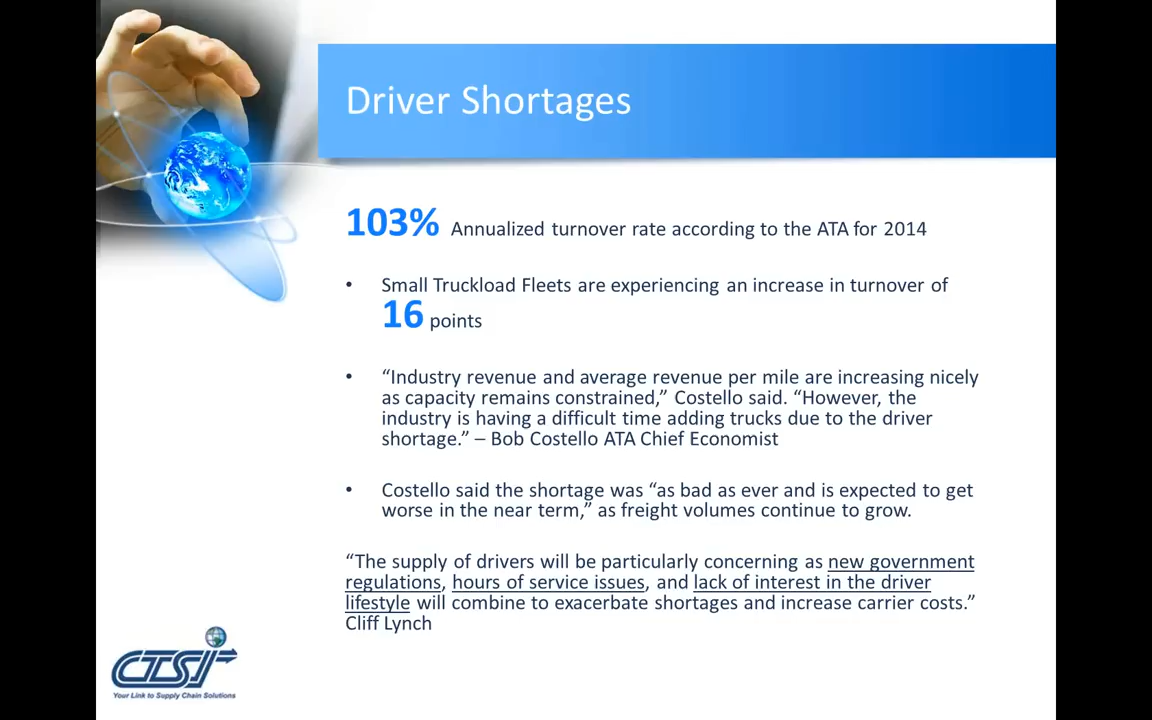 Driver Shortages
103% Annualized turnover rate according to the ATA for 2014
• Small Truckload Fleets are experiencing an increase in turnover of
16 points
• “Industry revenue and average revenue per mile are increasing nicely
as capacity remains constrained,” Costello said. “However, the
industry is having a difficult time adding trucks due to the driver
shortage.” – Bob Costello ATA Chief Economist
• Costello said the shortage was “as bad as ever and is expected to get
worse in the near term,” as freight volumes continue to grow.
“The supply of drivers will be particularly concerning as new government
regulations, hours of service issues, and lack of interest in the driver
lifestyle will combine to exacerbate shortages and increase carrier costs.”
Cliff Lynch
CTSI
Your Link to Supply Chain Solutions